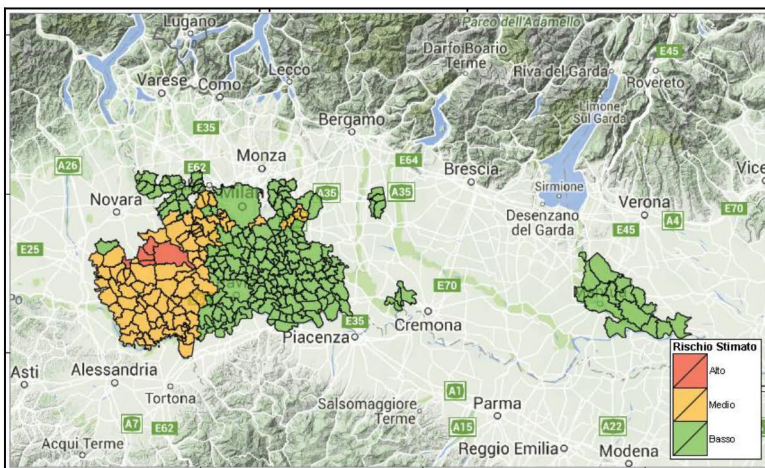 Lugano
Parco dell'Adamello
Darfo Boario
Terme
E45
Riva del Garda
Rovereto
Lecco
Varese
Como
Limone
Sul Garda
Bergamo
E35
A26
E62
Monza
E64
Brescia
Vice
Novara
Milan
A35
A35
Sirmione
Verona
E70
Desenzano
del Garda
A4
E45
E25
Po
E70
E35
Cremona
Piacenza
Rischio Stimato
Alto
Medio
Basso
Asti
Alessandria
Tortona
A1
Salsomaggiore
Terme
Parma
A7
E62
A15
A22
Acqui Terme
Reggio Emilia
Modena